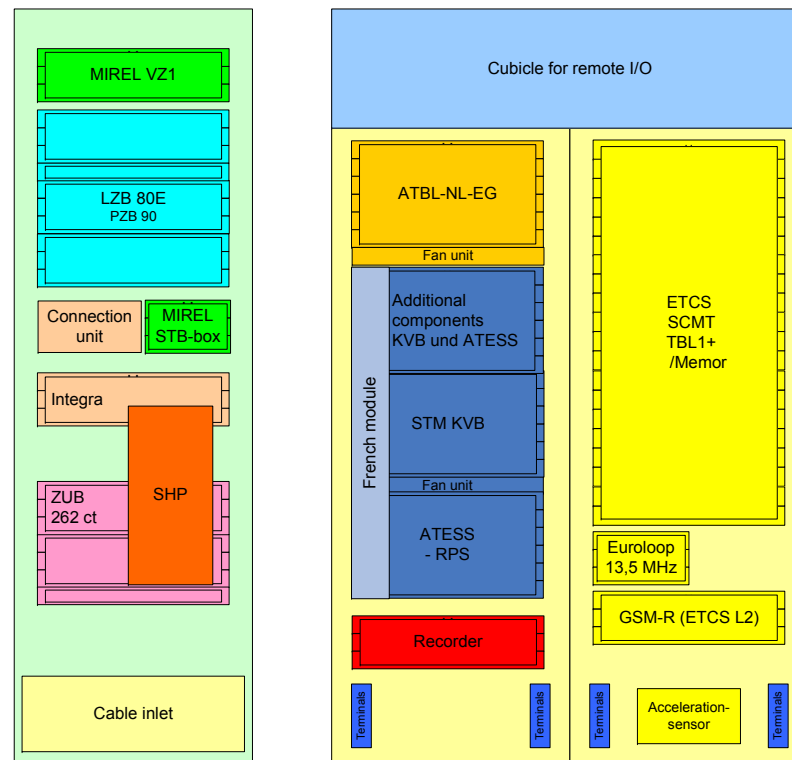 MIREL VZ1
LZB 80E
PZB 90
Connection
unit
MIREL
STB-box
Integra
SHP
ZUB
262 ct
Cable inlet
Cubicle for remote I/O
ATBL-NL-EG
Fan unit
French module
Additional
components
KVB und ATESS
STM KVB
Fan unit
ATESS
- RPS
Recorder
Terminals
Terminals
ETCS
SCMT
TBL1+
/Memor
Euroloop
13,5 MHz
GSM-R (ETCS L2)
Terminals
Acceleration-
sensor
Terminals